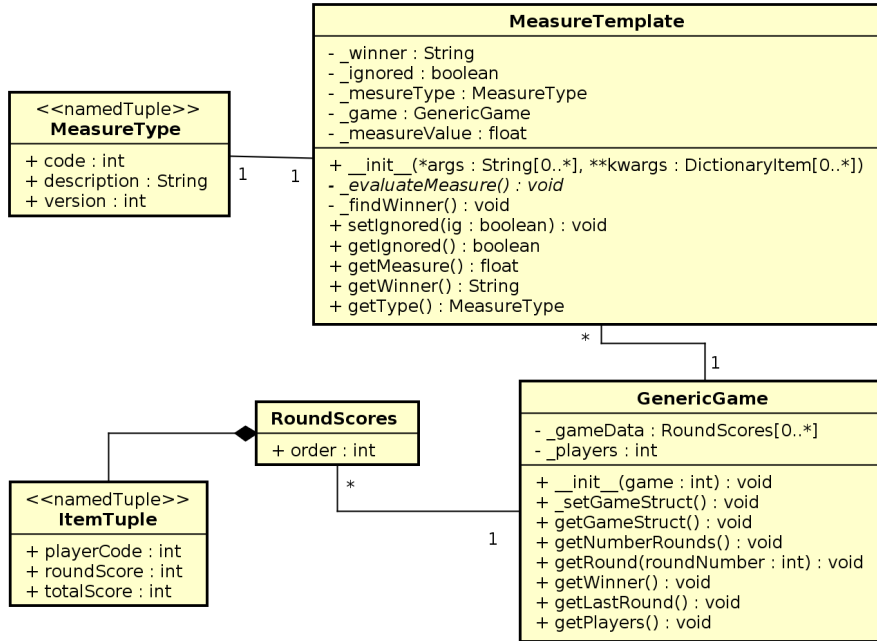 MeasureTemplate
- _winner : String
- _ignored : boolean
- _mesureType : MeasureType
- _game : GenericGame
- _measureValue : float
+ __init__(*args : String[0..*], **kwargs : DictionaryItem[0..*])
- _evaluateMeasure() : void
- _findWinner() : void
+ setIgnored(ig : boolean) : void
+ getIgnored() : boolean
+ getMeasure() : float
+ getWinner() : String
+ getType() : MeasureType
<<namedTuple>>
MeasureType
+ code : int
+ description : String
+ version : int
1
1
*
1
GenericGame
- _gameData : RoundScores[0..*]
- _players : int
+ __init__(game : int) : void
+ _setGameStruct() : void
+ getGameStruct() : void
+ getNumberRounds() : void
+ getRound(roundNumber : int) : void
+ getWinner() : void
+ getLastRound() : void
+ getPlayers() : void
RoundScores
+ order : int
*
1
<<namedTuple>>
ItemTuple
+ playerCode : int
+ roundScore : int
+ totalScore : int